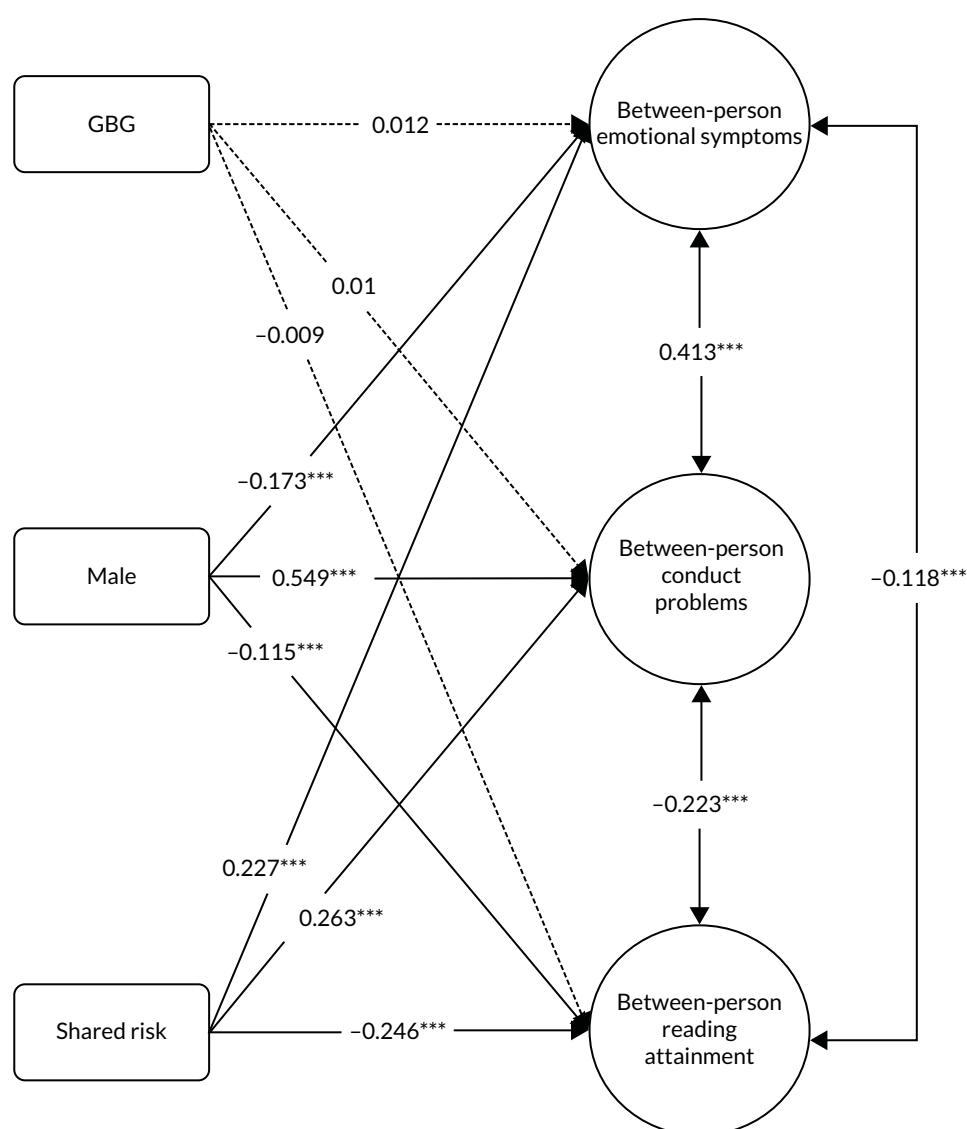 GBG
0.012
Between-person
emotional symptoms
0.01
–0.009
0.413***
–0.173***
Male
0.549***
Between-person
conduct
problems
–0.118***
–0.115***
–0.223***
0.227***
0.263***
Shared risk
–0.246***
Between-person
reading
attainment